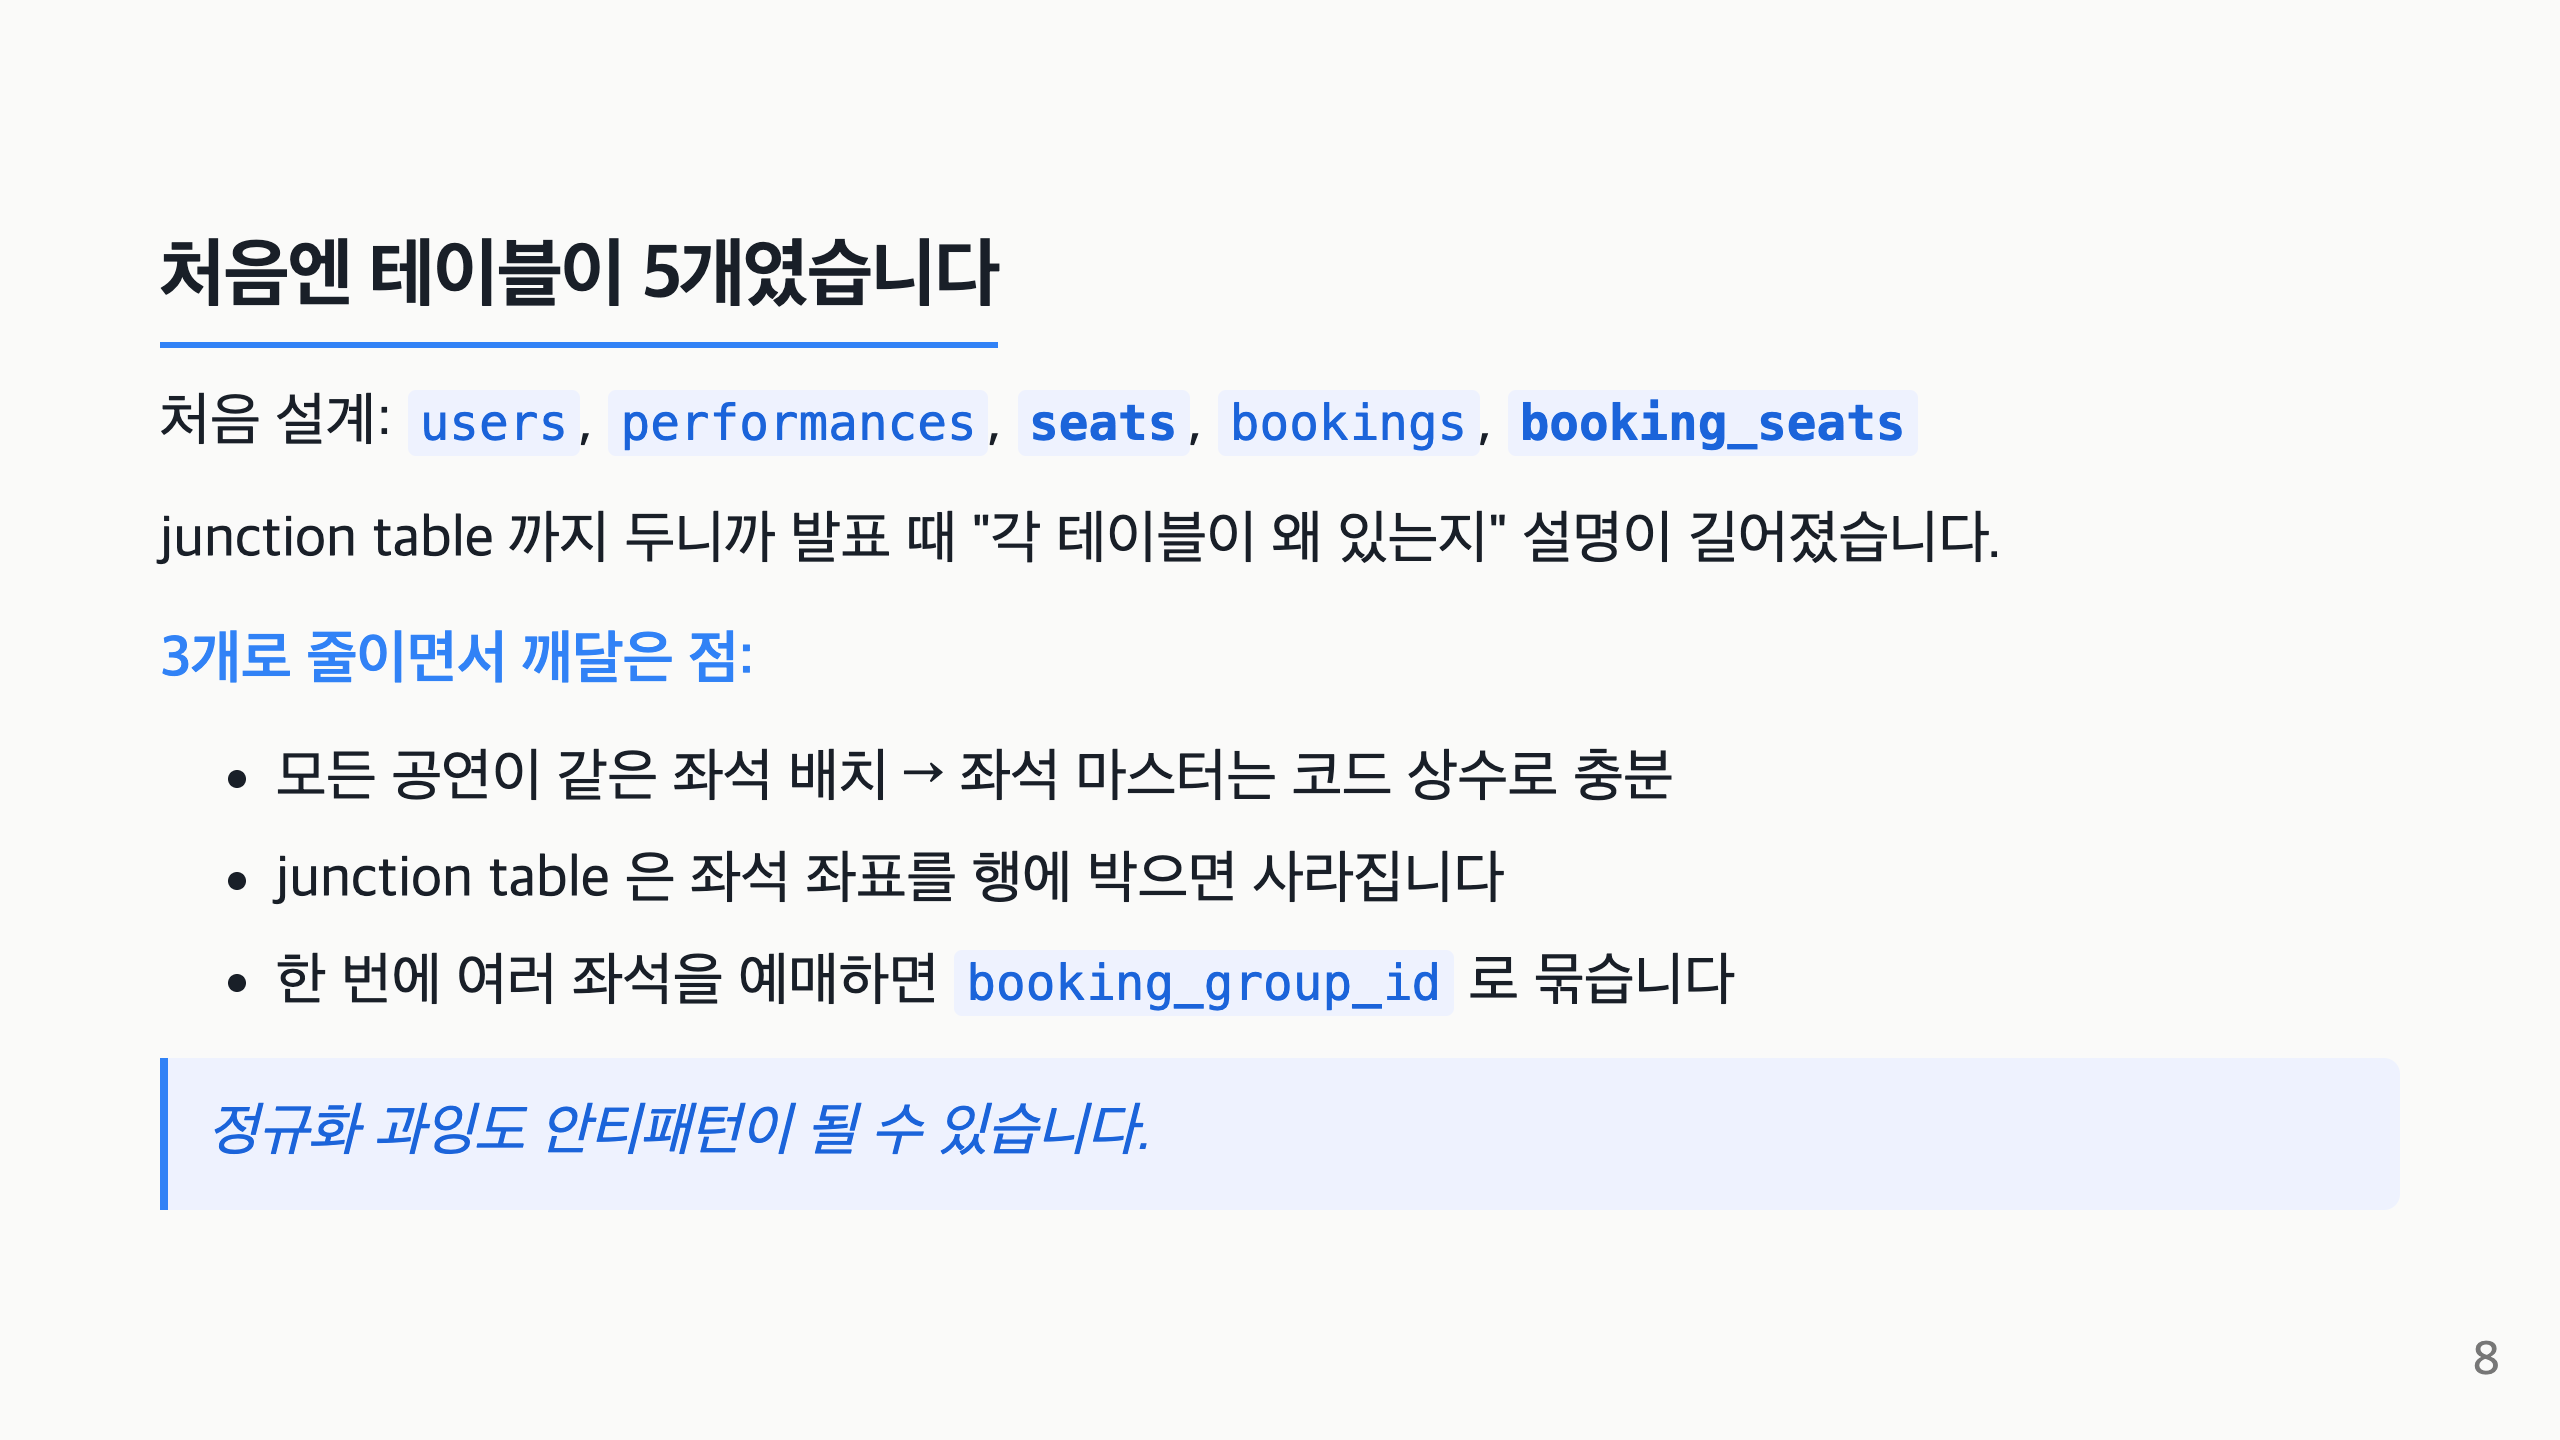 처음엔 테이블이 5개였습니다
처음 설계: users, performances, seats, bookings, booking_seats
junction table 까지 두니까 발표 때 "각 테이블이 왜 있는지" 설명이 길어졌습니다.
3개로 줄이면서 깨달은 점:
• 모든 공연이 같은 좌석 배치 → 좌석 마스터는 코드 상수로 충분
• junction table 은 좌석 좌표를 행에 박으면 사라집니다
• 한 번에 여러 좌석을 예매하면 booking_group_id 로 묶습니다
정규화 과잉도 안티패턴이 될 수 있습니다.
8